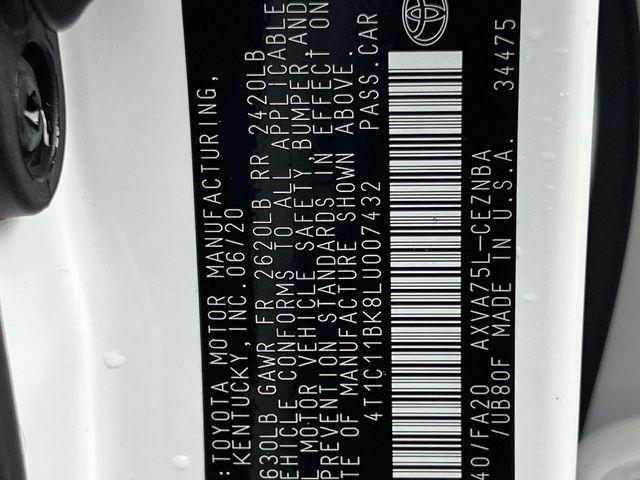 : TOYOTA MOTOR MANUFACTURING,
KENTUCKY, INC. 06/20
630LB GAWR FR 2620LB RR 2420LB
EHICLE CONFORMS TO ALL APPLICABLE
L MOTOR VEHICLE SAFETY, BUMPER, AND
PREVENTION STANDARDS IN EFFECT ON
TE OF MANUFACTURE SHOWN ABOVE.
4T1C11BK8LU007432 PASS.CAR
40/FA20 AXVA75L-CEZNBA 34475
/UB80F MADE IN U.S.A.